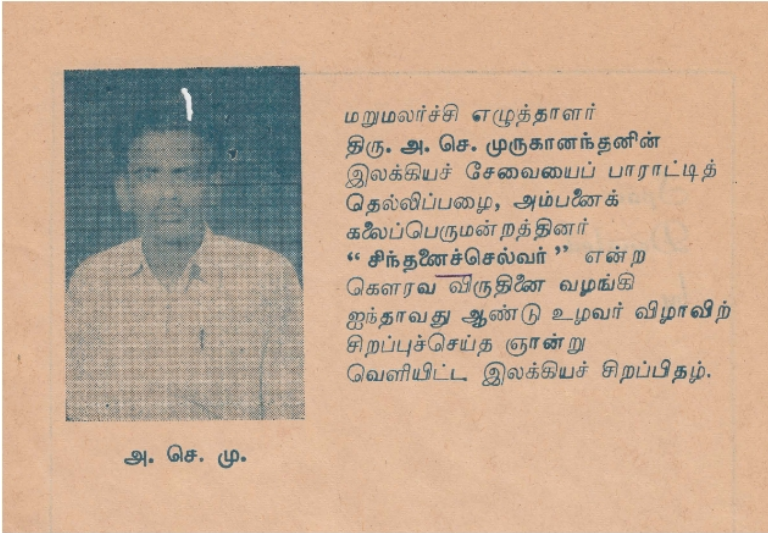 மறுமலர்ச்சி எழுத்தாளர்
திரு. அ. செ. முருகானந்தனின்
இலக்கியச் சேவையைப் பாராட்டித்
தெல்லிப்பழை, அம்பனைக்
கலைப்பெருமன்றத்தினர்
“ சிந்தனைச்செல்வர் ” என்ற
கௌரவ விருதினை வழங்கி
ஐந்தாவது ஆண்டு உழவர் விழாவிற்
சிறப்புச்செய்த ஞான்று
வெளியிட்ட இலக்கியச் சிறப்பிதழ்.
அ. செ. மு.